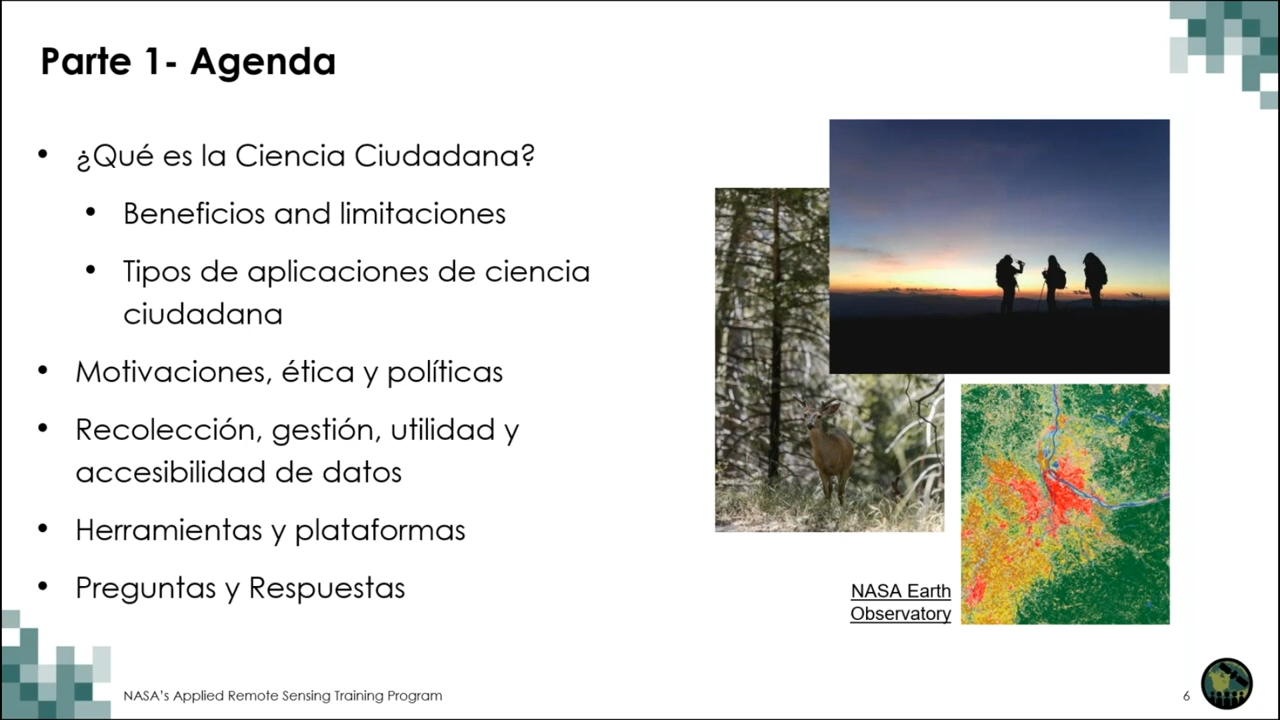 Parte 1- Agenda
• ¿Qué es la Ciencia Ciudadana?
• Beneficios and limitaciones
• Tipos de aplicaciones de ciencia
ciudadana
• Motivaciones, ética y políticas
• Recolección, gestión, utilidad y
accesibilidad de datos
• Herramientas y plataformas
• Preguntas y Respuestas
NASA Earth
Observatory
NASA's Applied Remote Sensing Training Program
6